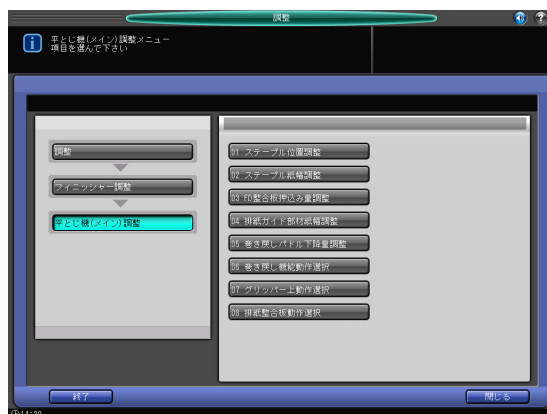 調整
平とじ機(メイン)調整メニュー
項目を選んで下さい
調整
フィニッシャー調整
平とじ機(メイン)調整
01 ステープル位置調整
02 ステープル紙幅調整
03 FD整合板押込み量調整
04 排紙ガイド部材紙幅調整
05 巻き戻しパドル下降量調整
06 巻き戻し機能動作選択
07 グリッパー上動作選択
08 排紙整合板動作選択
終了
閉じる